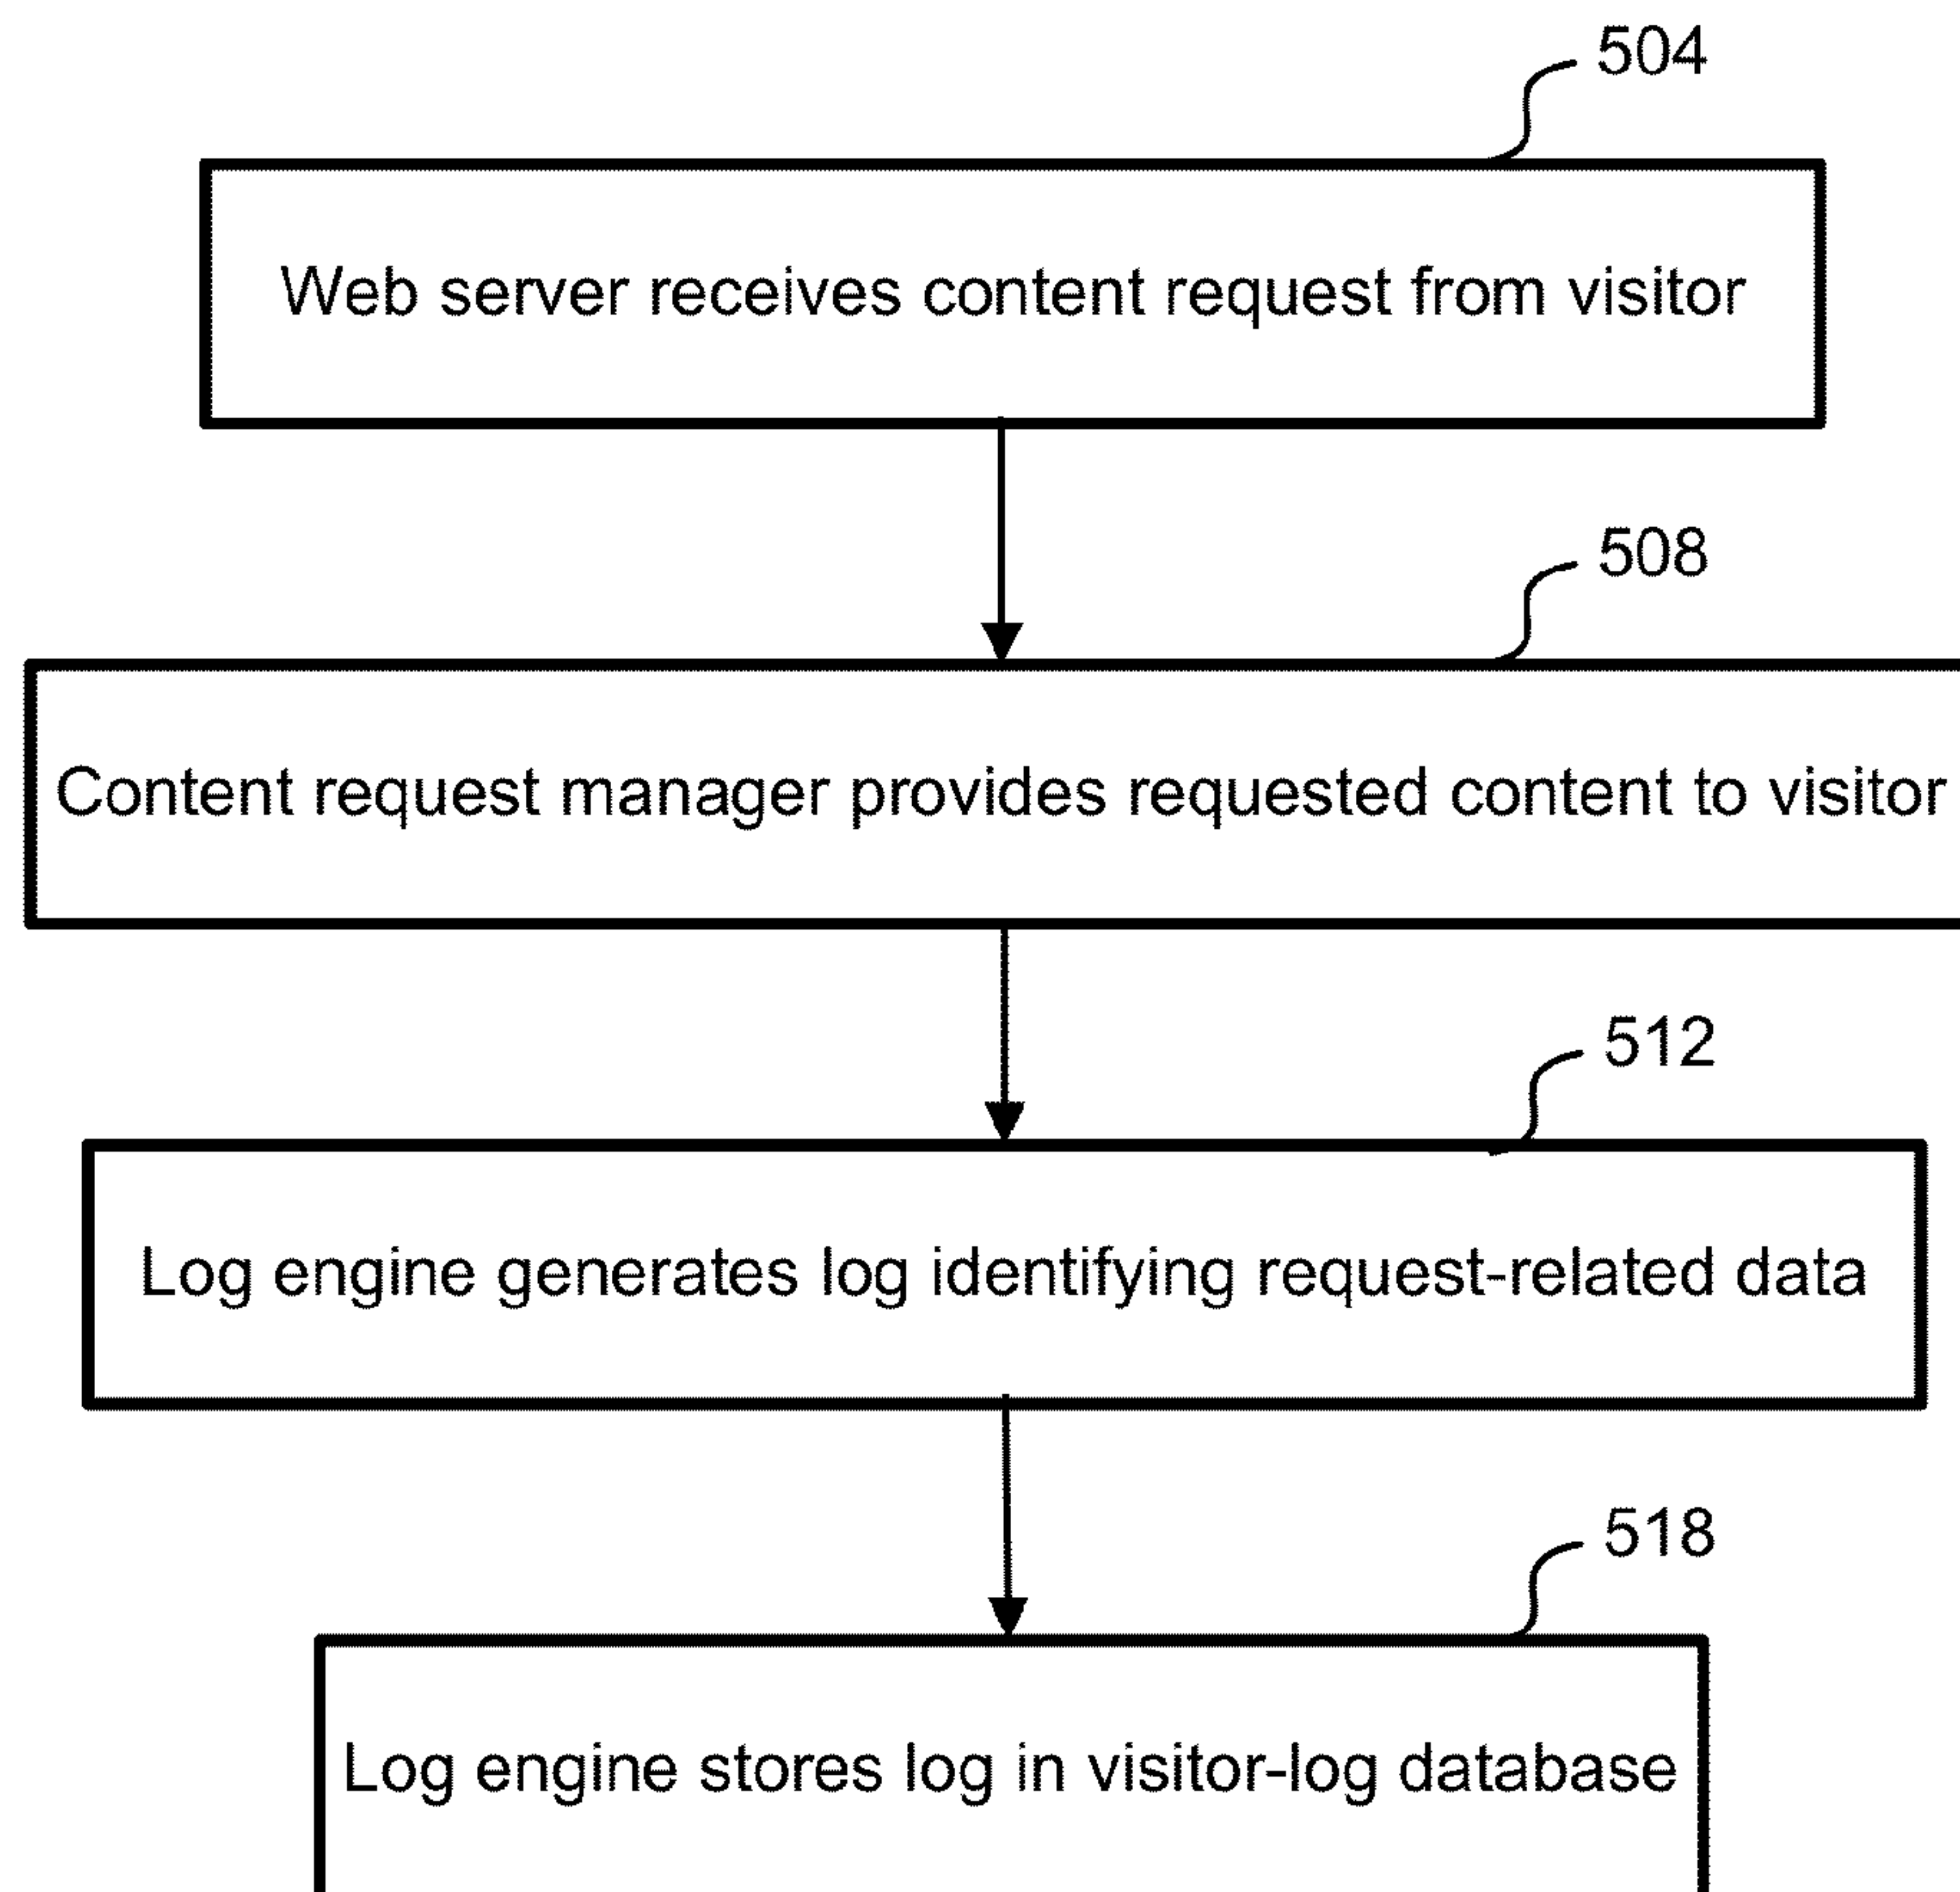 504
Web server receives content request from visitor
508
Content request manager provides requested content to visitor
512
Log engine generates log identifying request-related data
518
Log engine stores log in visitor-log database